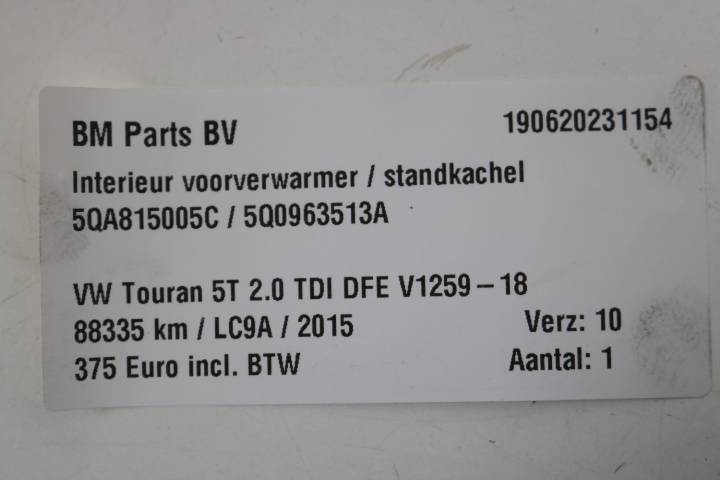 BM Parts BV 190620231154
Interieur voorverwarmer / standkachel
5QA815005C / 5Q0963513A
VW Touran 5T 2.0 TDI DFE V1259-18
88335 km / LC9A / 2015 Verz: 10
375 Euro incl. BTW Aantal: 1